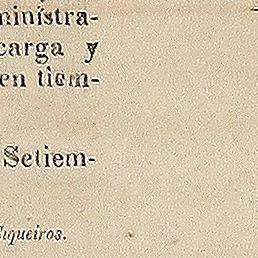 ministra-
carga y
en tiem-
Setiem-
Siqueiros.